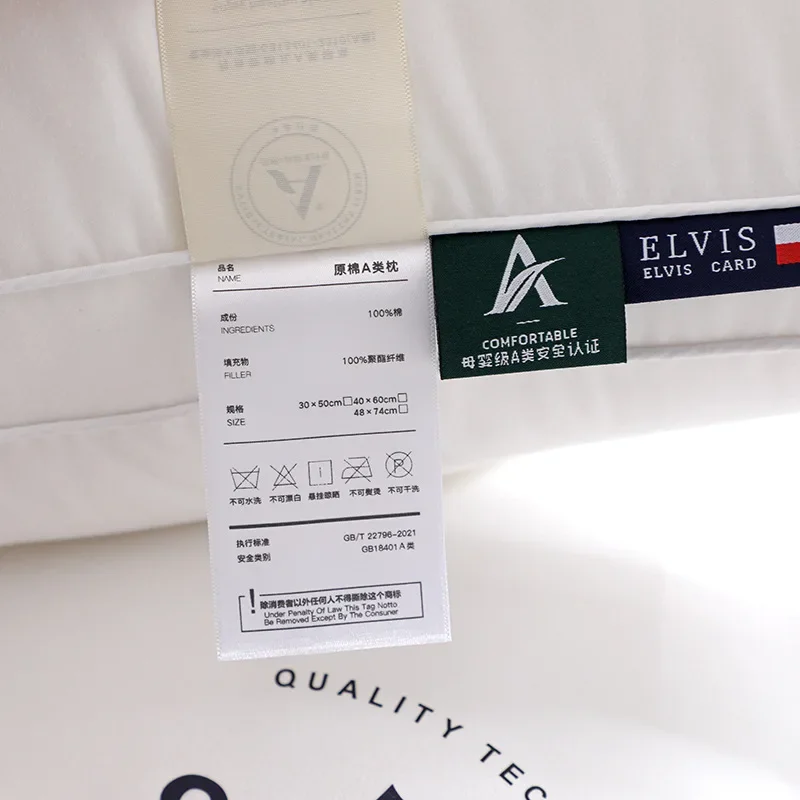 品名
NAME
原棉A类枕
成份
INGREDIENTS
100%棉
填充物
FILLER
100%聚酯纤维
规格
SIZE
30×50cm□40×60cm□
48×74cm□
不可水洗 不可漂白 悬挂晾晒 不可熨烫 不可干洗
执行标准
GB/T 22796-2021
安全类别
GB18401 A 类
! 除消费者以外任何人不得撕除这个商标
Under Penalty Of Law This Tag Notto
Be Removed Except By The Consuner
COMFORTABLE
母婴级A类安全认证
ELVIS
ELVIS CARD
QUALITY TEC